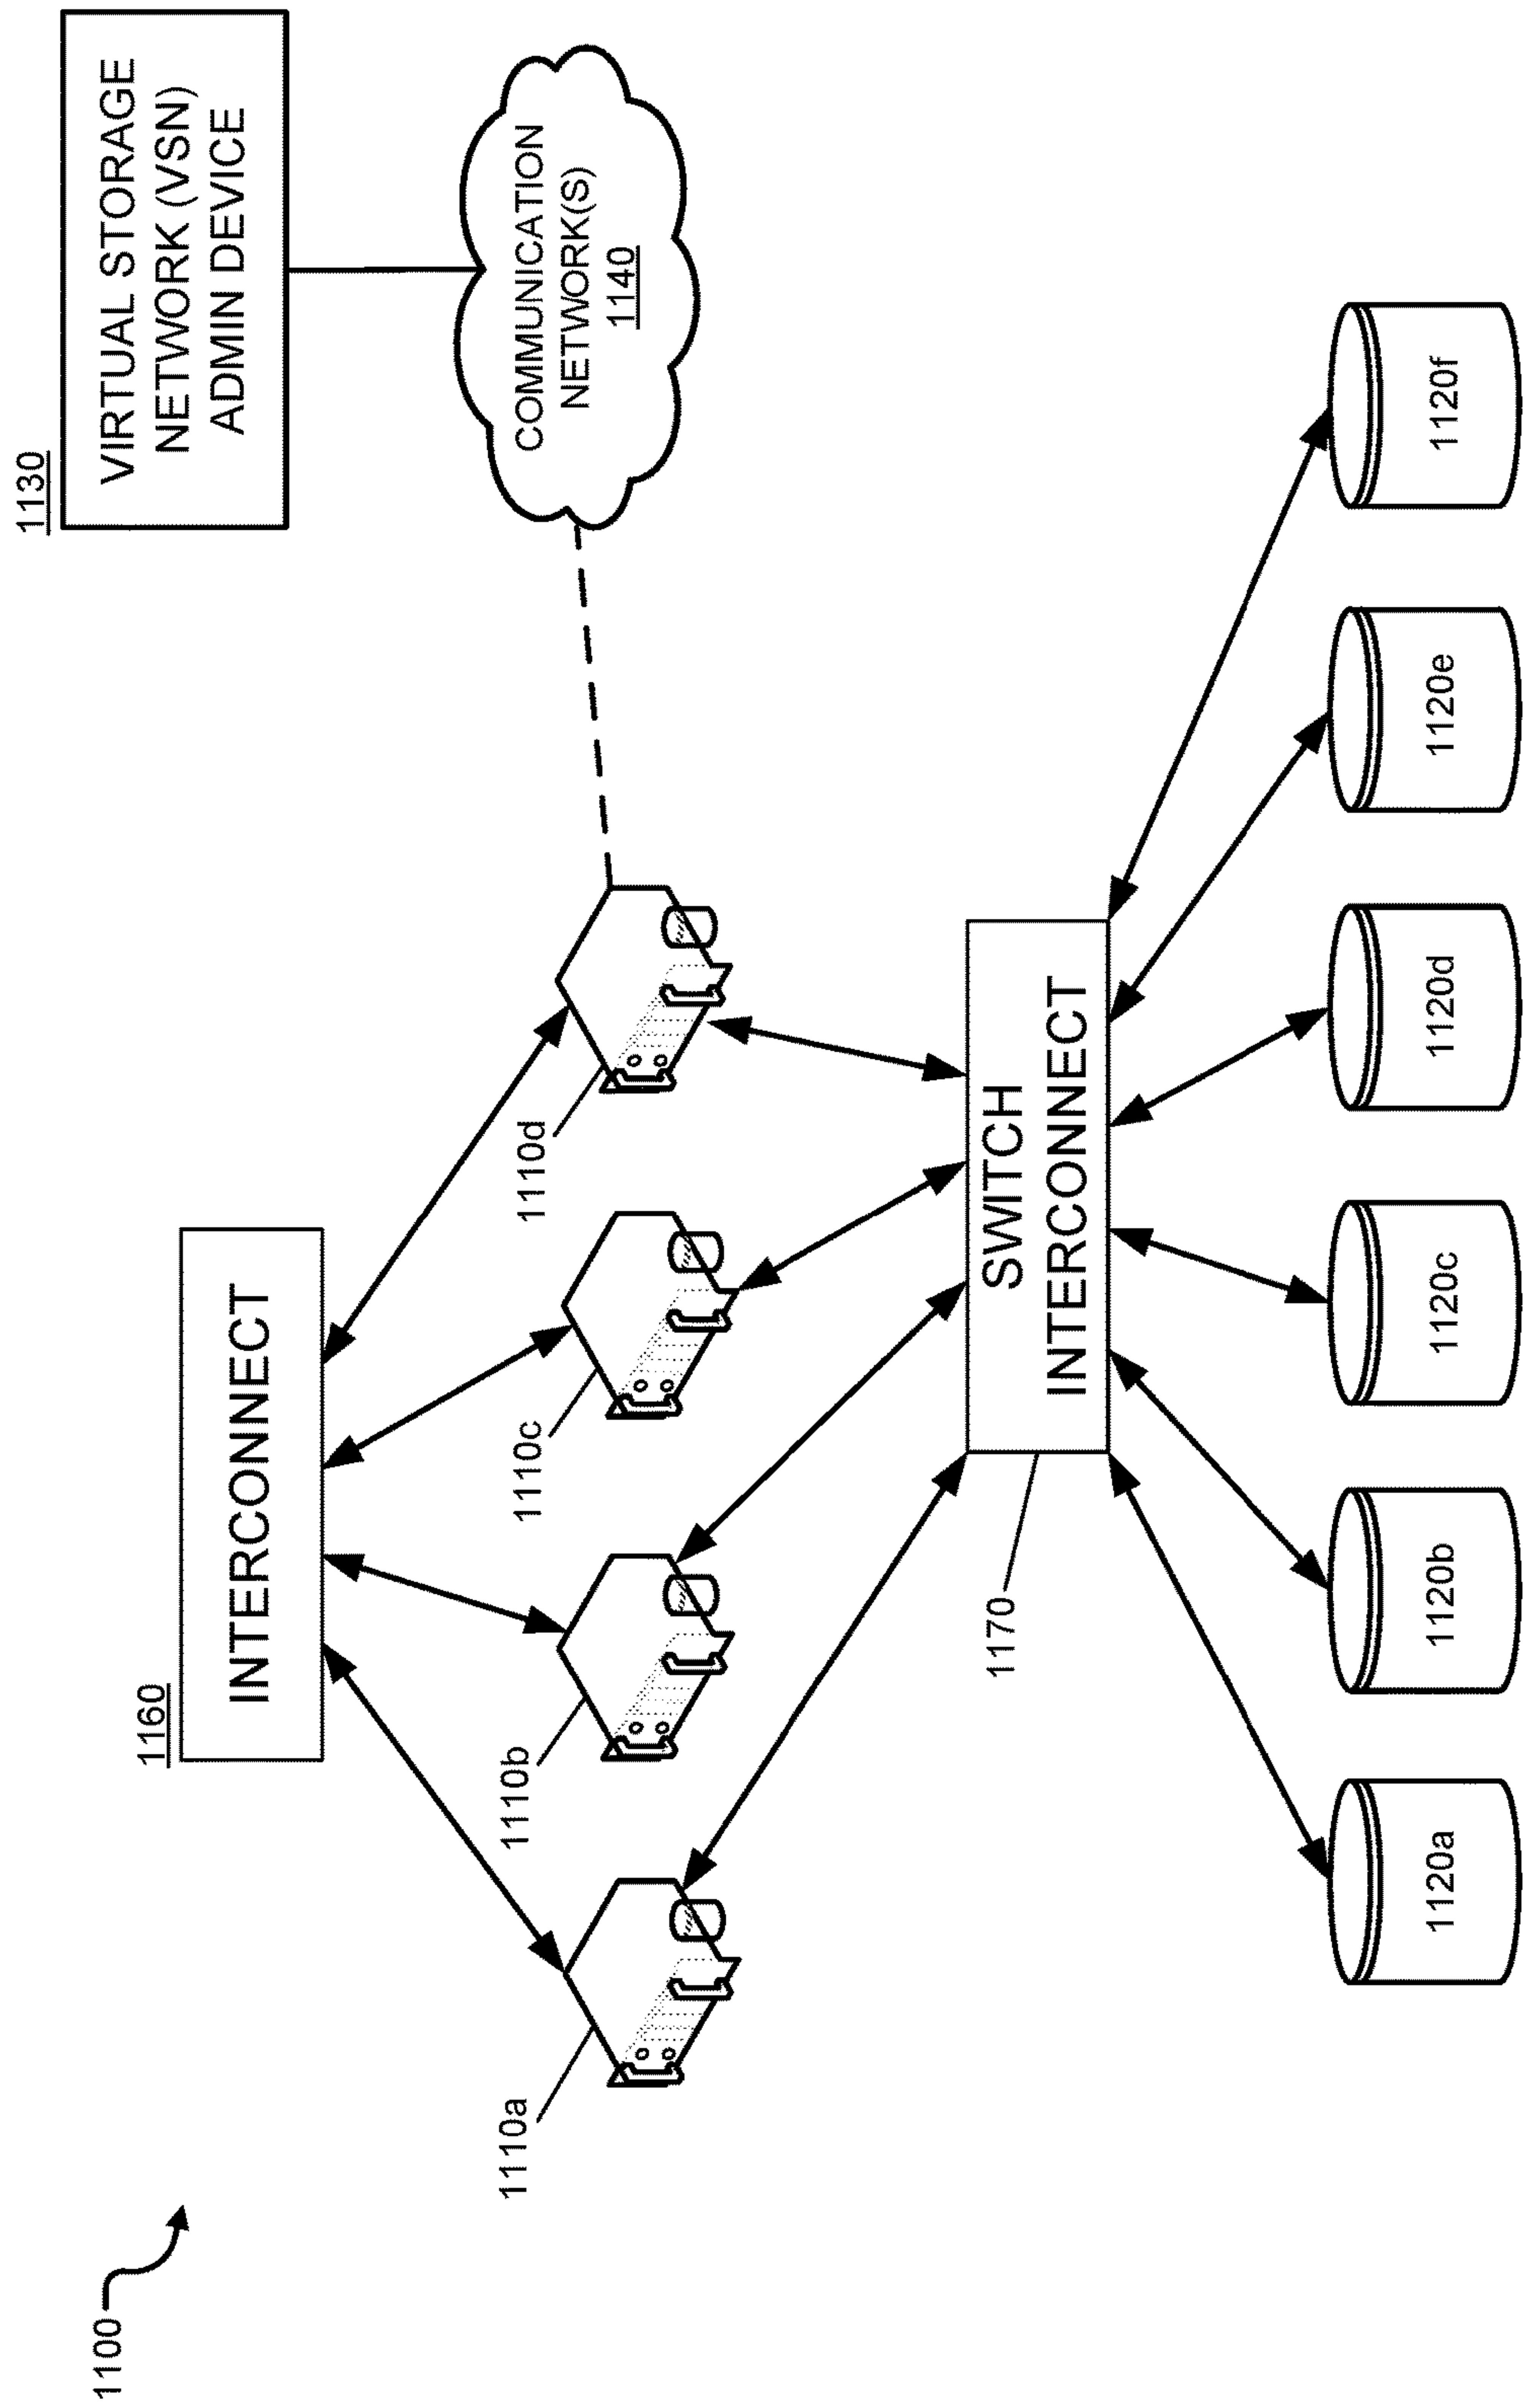 1100
1130
VIRTUAL STORAGE
NETWORK (VSN)
ADMIN DEVICE
1160
INTERCONNECT
COMMUNICATION
NETWORK(S)
1140
1110a
1110b
1110c
1110d
1170
SWITCH
INTERCONNECT
1120a
1120b
1120c
1120d
1120e
1120f